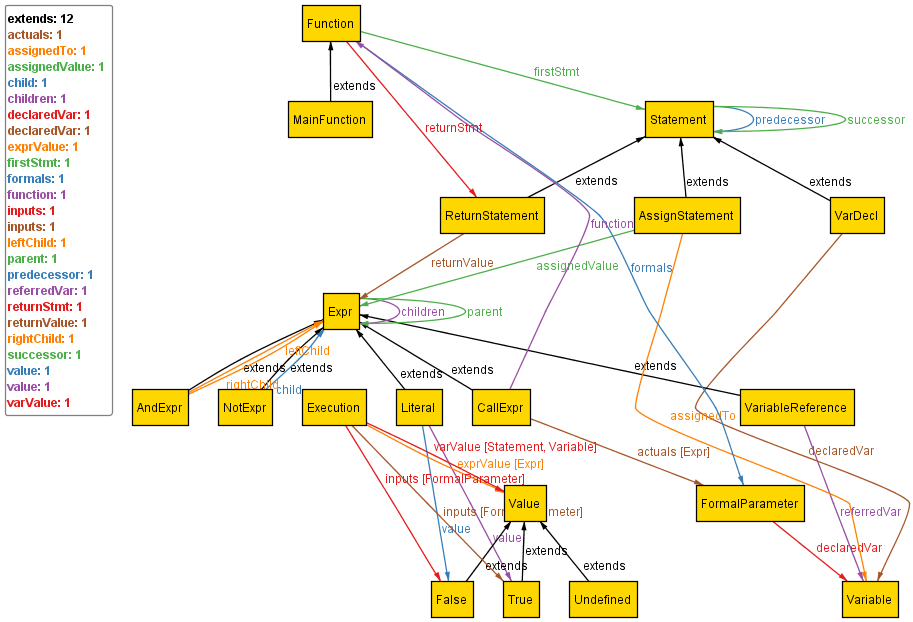 extends: 12
actuals: 1
assignedTo: 1
assignedValue: 1
child: 1
children: 1
declaredVar: 1
declaredVar: 1
exprValue: 1
firstStmt: 1
formals: 1
function: 1
inputs: 1
inputs: 1
leftChild: 1
parent: 1
predecessor: 1
referredVar: 1
returnStmt: 1
returnValue: 1
rightChild: 1
successor: 1
value: 1
value: 1
varValue: 1
Function
firstStmt
extends
MainFunction
returnStmt
Statement
predecessor
successor
extends
extends
extends
ReturnStatement
AssignStatement
VarDecl
function
returnValue
assignedValue
formals
Expr
children
parent
leftChild
extends
extends
extends
extends
extends
rightChild
child
AndExpr
NotExpr
Execution
Literal
CallExpr
VariableReference
assignedTo
varValue [Statement, Variable]
exprValue [Expr]
actuals [Expr]
declaredVar
inputs [FormalParameter]
Value
FormalParameter
inputs [FormalParameter]
referredVar
value
value
extends
declaredVar
extends
extends
False
True
Undefined
Variable